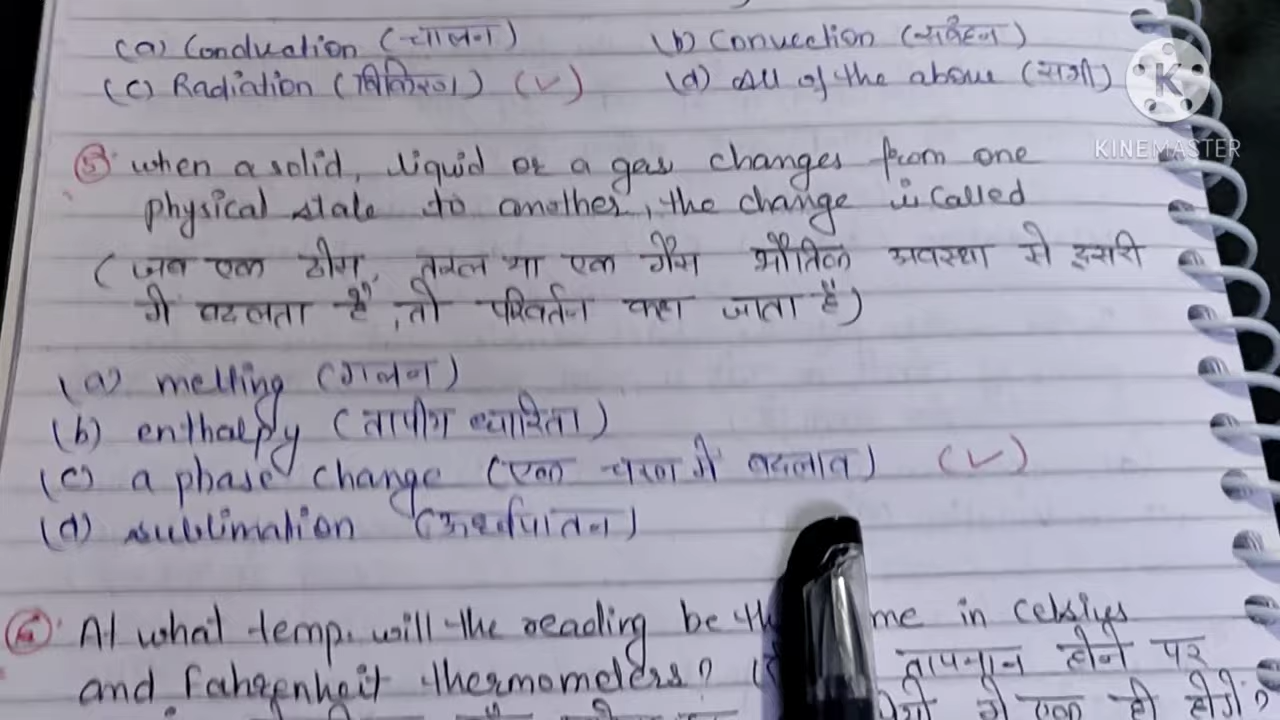 (a) Conduction (चालन) (b) Convection (संवहन)
(c) Radiation (विकिरण) (✓) (d) All of the above (सभी)
K
KINEMASTER
⑤ when a solid, liquid or a gas changes from one
physical state to another, the change is called
(जब एक ठोस, तरल या एक गैस भौतिक अवस्था से दूसरी
में बदलता है, तो परिवर्तन कहा जाता है)
(a) melting (गलन)
(b) enthalpy (तापीय धारिता)
(c) a phase change (एक चरण में बदलाव) (✓)
(d) sublimation (उर्ध्वपातन)
⑥ At what temp. will the reading be in Celsius
and Fahrenheit thermometers? तापमान होने पर
में एक ही होगी?